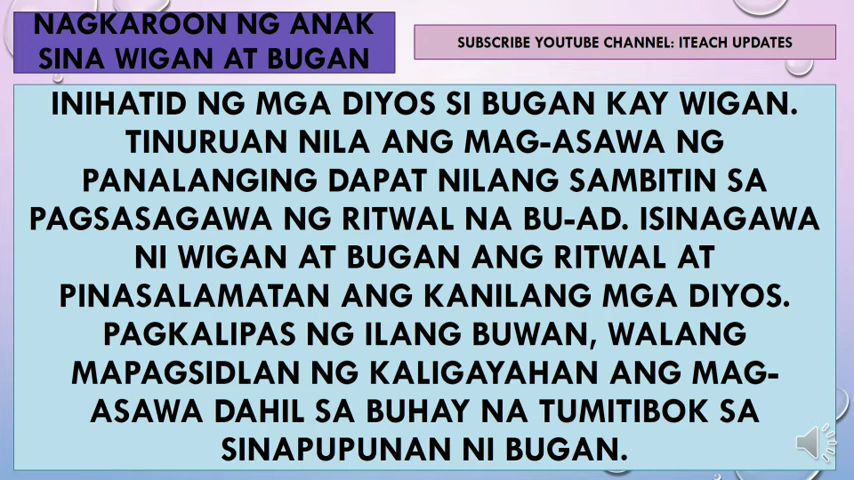 NAGKAROON NG ANAK
SINA WIGAN AT BUGAN
SUBSCRIBE YOUTUBE CHANNEL: ITEACH UPDATES
INIHATID NG MGA DIYOS SI BUGAN KAY WIGAN.
TINURUAN NILA ANG MAG-ASAWA NG
PANALANGING DAPAT NILANG SAMBITIN SA
PAGSASAGAWA NG RITWAL NA BU-AD. ISINAGAWA
NI WIGAN AT BUGAN ANG RITWAL AT
PINASALAMATAN ANG KANILANG MGA DIYOS.
PAGKALIPAS NG ILANG BUWAN, WALANG
MAPAGSIDLAN NG KALIGAYAHAN ANG MAG-
ASAWA DAHIL SA BUHAY NA TUMITIBOK SA
SINAPUPUNAN NI BUGAN.